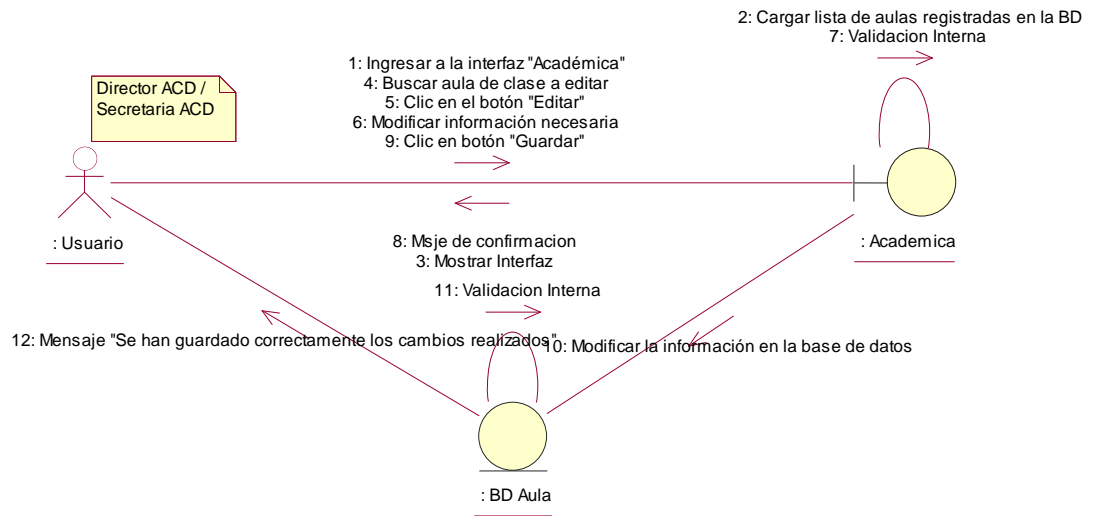 2: Cargar lista de aulas registradas en la BD
7: Validacion Interna
1: Ingresar a la interfaz "Académica"
4: Buscar aula de clase a editar
5: Clic en el botón "Editar"
6: Modificar información necesaria
9: Clic en botón "Guardar"
Director ACD /
Secretaria ACD
: Usuario
8: Msje de confirmacion
3: Mostrar Interfaz
: Academica
11: Validacion Interna
12: Mensaje "Se han guardado correctamente los cambios realizados"
10: Modificar la información en la base de datos
: BD Aula